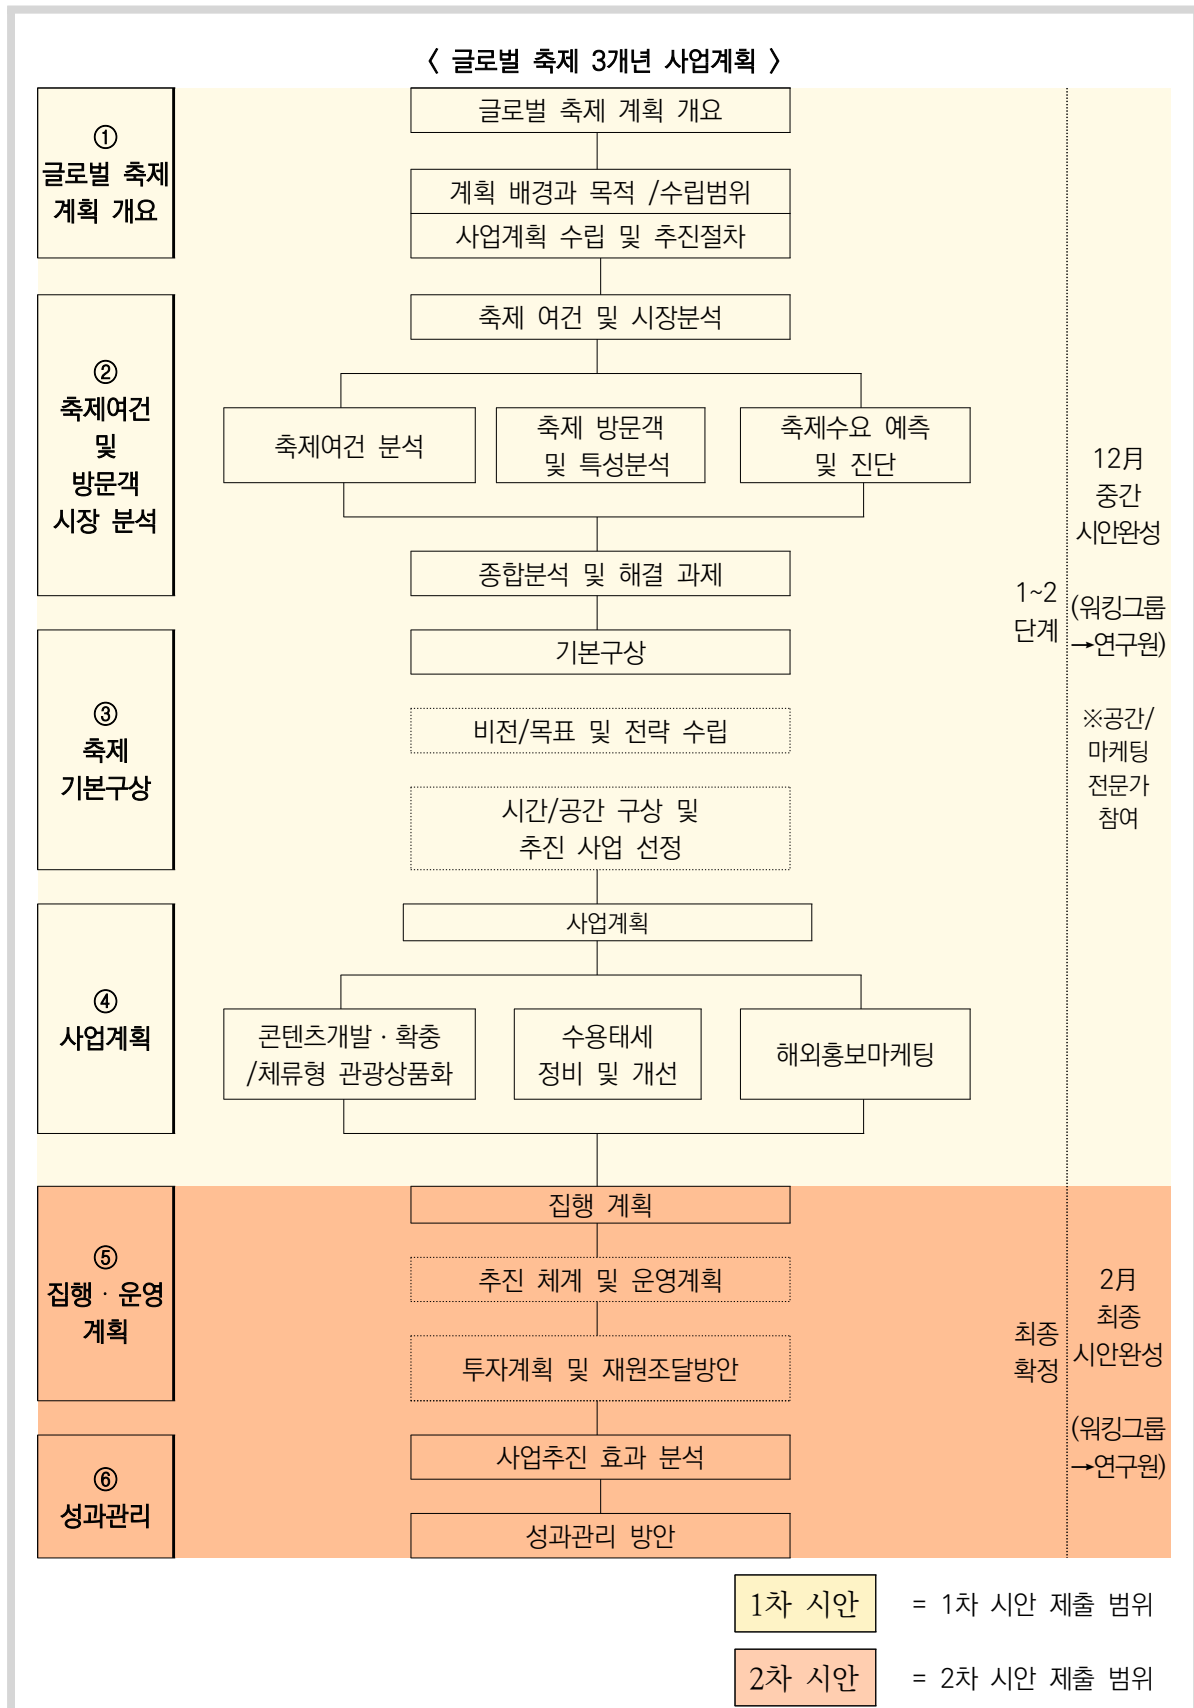 < 글로벌 축제 3개년 사업계획 >
①
글로벌 축제
계획 개요
글로벌 축제 계획 개요
계획 배경과 목적 /수립범위
사업계획 수립 및 추진절차
②
축제여건
및
방문객
시장 분석
축제 여건 및 시장분석
축제여건 분석
축제 방문객
및 특성분석
축제수요 예측
및 진단
종합분석 및 해결 과제
③
축제
기본구상
기본구상
비전/목표 및 전략 수립
시간/공간 구상 및
추진 사업 선정
④
사업계획
사업계획
콘텐츠개발 · 확충
/체류형 관광상품화
수용태세
정비 및 개선
해외홍보마케팅
1~2
단계
12月
중간
시안완성
(워킹그룹
→연구원)
※공간/
마케팅
전문가
참여
⑤
집행 · 운영
계획
집행 계획
추진 체계 및 운영계획
투자계획 및 재원조달방안
⑥
성과관리
사업추진 효과 분석
성과관리 방안
최종
확정
2月
최종
시안완성
(워킹그룹
→연구원)
1차 시안 = 1차 시안 제출 범위
2차 시안 = 2차 시안 제출 범위